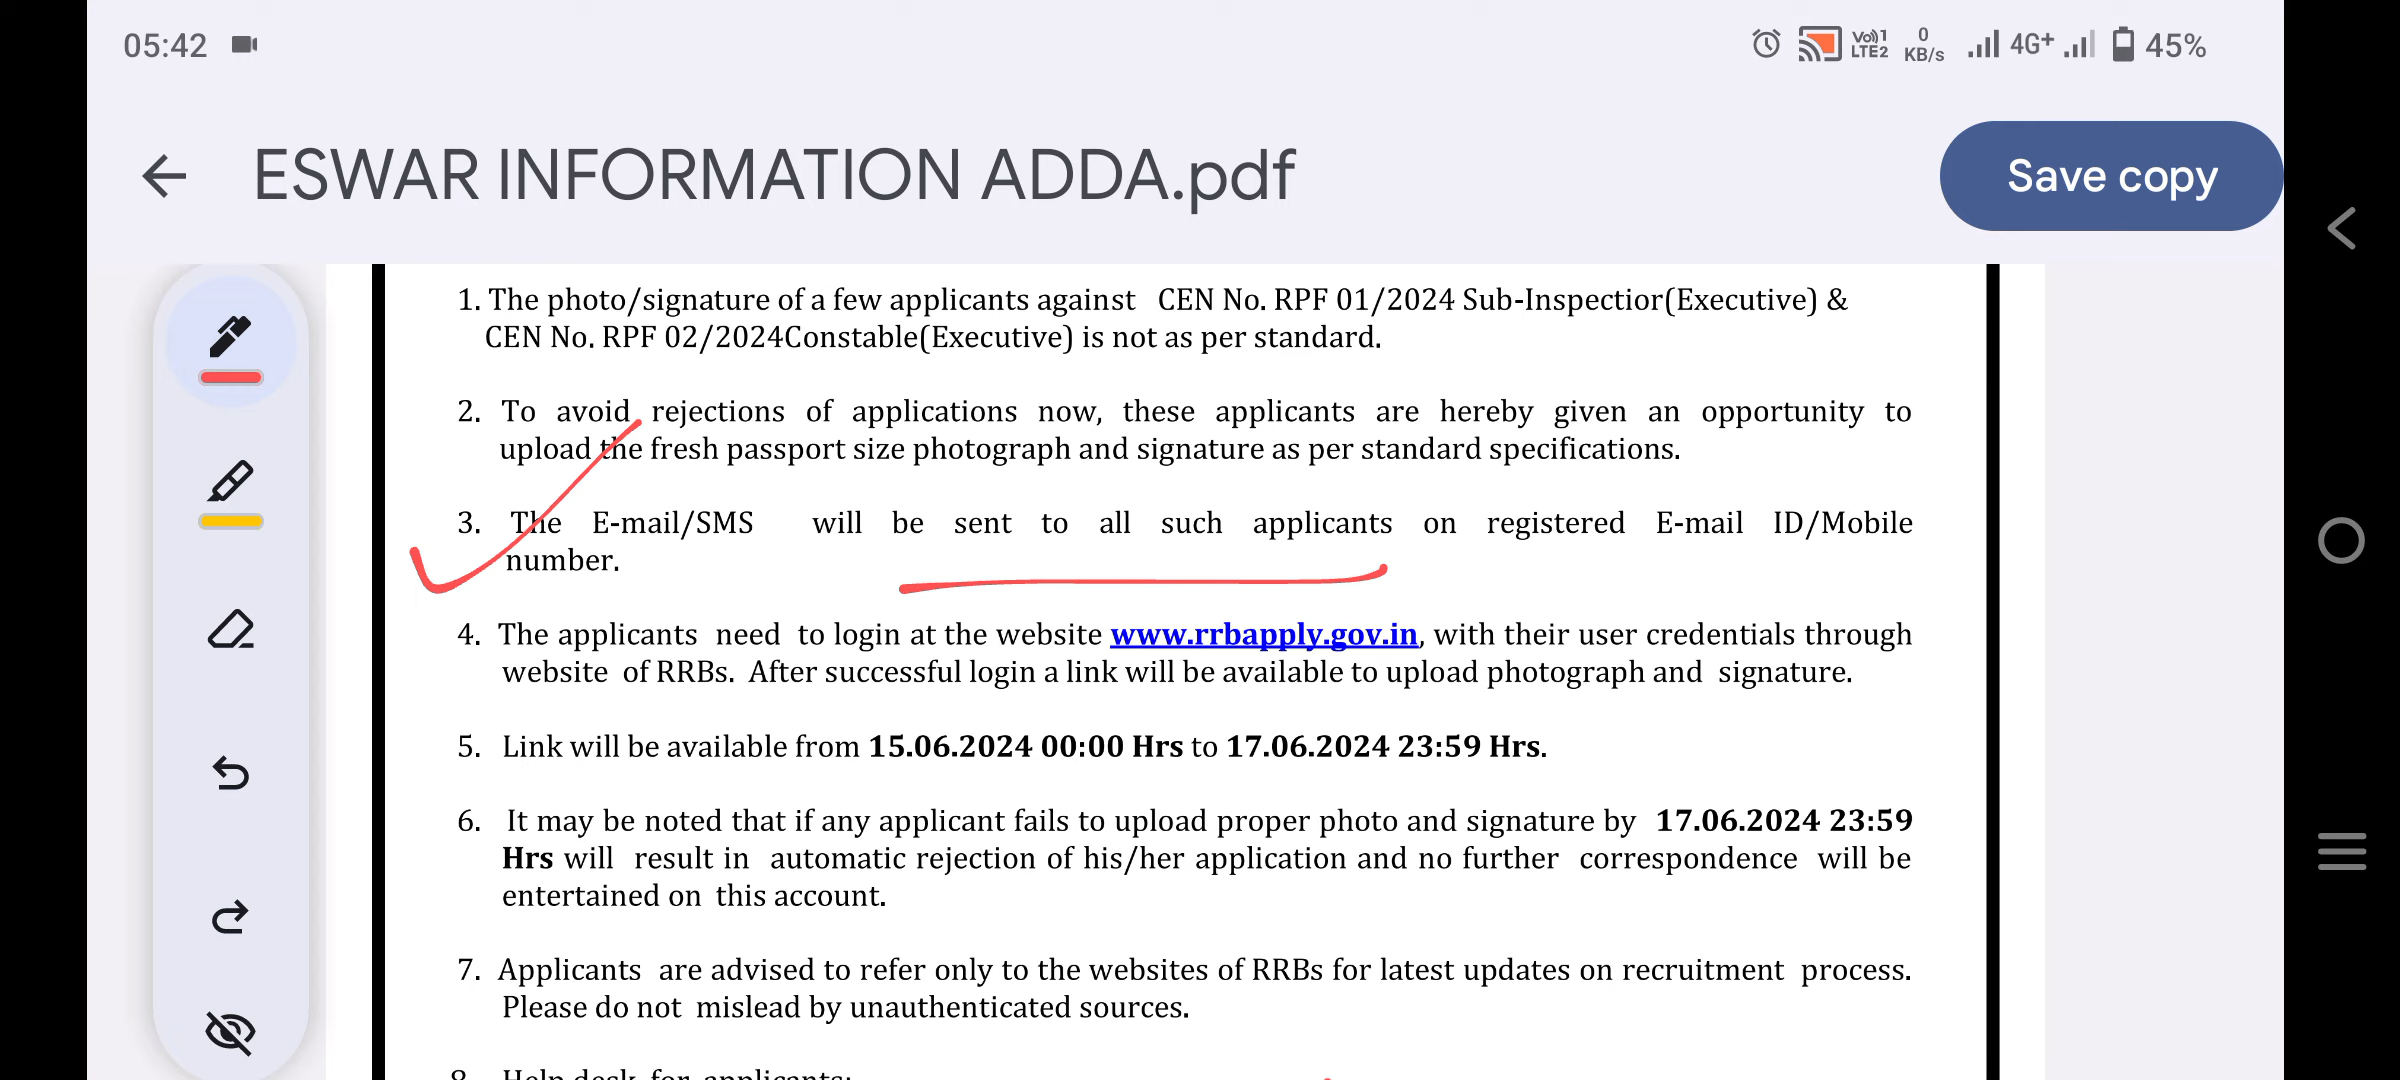 05:42
Vo))1 LTE2 0 KB/s 4G+ 45%
ESWAR INFORMATION ADDA.pdf
Save copy
1. The photo/signature of a few applicants against CEN No. RPF 01/2024 Sub-Inspectior(Executive) &
CEN No. RPF 02/2024Constable(Executive) is not as per standard.
2. To avoid rejections of applications now, these applicants are hereby given an opportunity to
upload the fresh passport size photograph and signature as per standard specifications.
3. The E-mail/SMS will be sent to all such applicants on registered E-mail ID/Mobile
number.
4. The applicants need to login at the website www.rrbapply.gov.in, with their user credentials through
website of RRBs. After successful login a link will be available to upload photograph and signature.
5. Link will be available from 15.06.2024 00:00 Hrs to 17.06.2024 23:59 Hrs.
6. It may be noted that if any applicant fails to upload proper photo and signature by 17.06.2024 23:59
Hrs will result in automatic rejection of his/her application and no further correspondence will be
entertained on this account.
7. Applicants are advised to refer only to the websites of RRBs for latest updates on recruitment process.
Please do not mislead by unauthenticated sources.
8. Help desk for applicants: